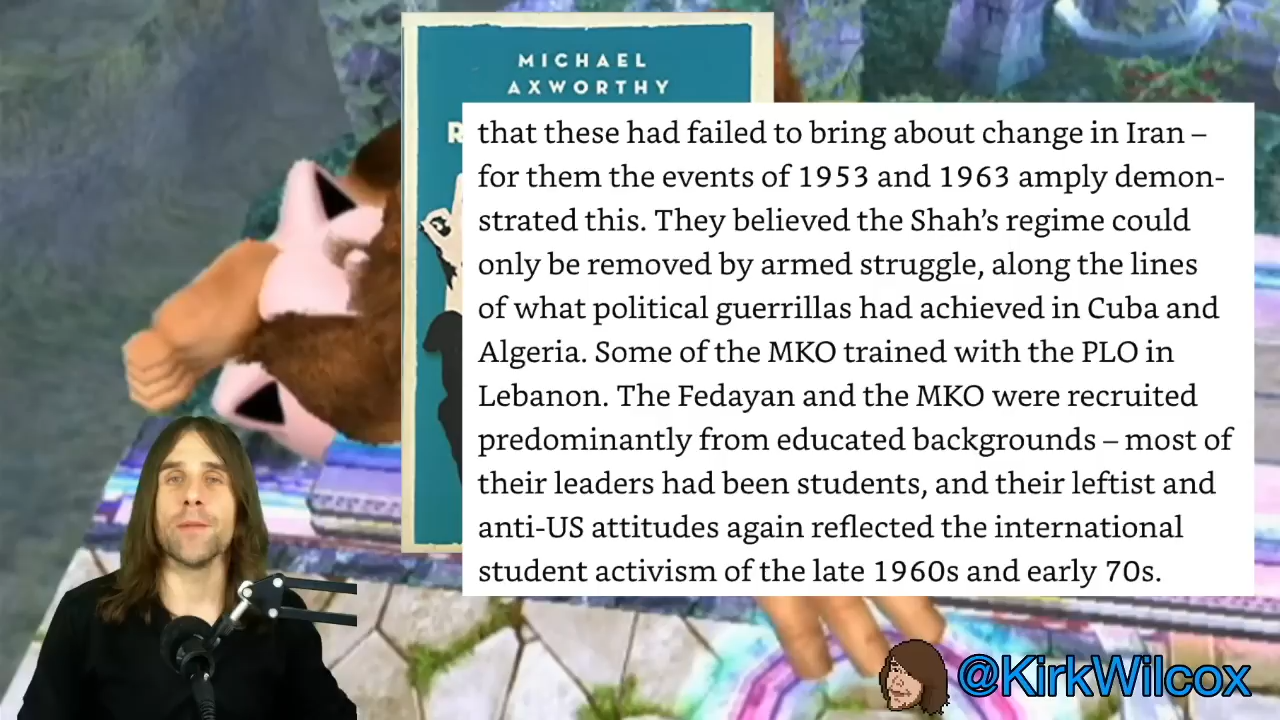 MICHAEL
AXWORTHY
R
that these had failed to bring about change in Iran –
for them the events of 1953 and 1963 amply demon-
strated this. They believed the Shah’s regime could
only be removed by armed struggle, along the lines
of what political guerrillas had achieved in Cuba and
Algeria. Some of the MKO trained with the PLO in
Lebanon. The Fedayan and the MKO were recruited
predominantly from educated backgrounds – most of
their leaders had been students, and their leftist and
anti-US attitudes again reflected the international
student activism of the late 1960s and early 70s.
@KirkWilcox